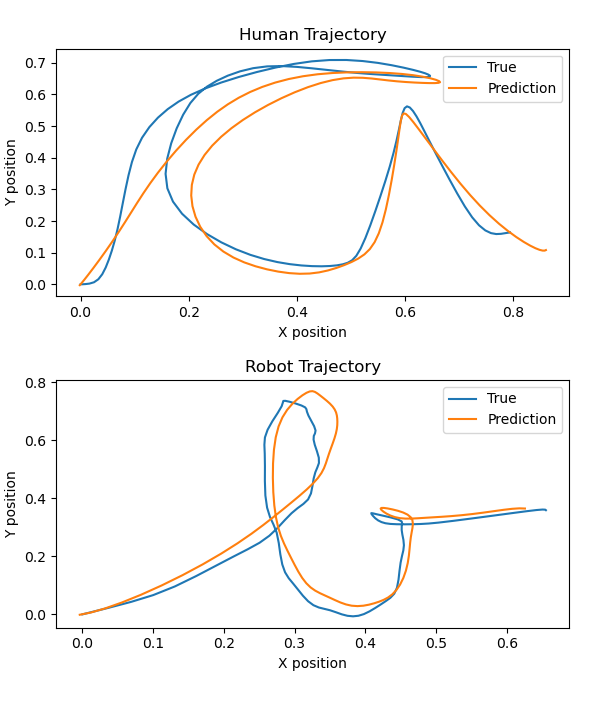 Human Trajectory
True
Prediction
0.7
0.6
0.5
0.4
0.3
0.2
0.1
0.0
Y position
0.0 0.2 0.4 0.6 0.8
X position
Robot Trajectory
True
Prediction
0.8
0.6
0.4
0.2
0.0
Y position
0.0 0.1 0.2 0.3 0.4 0.5 0.6
X position